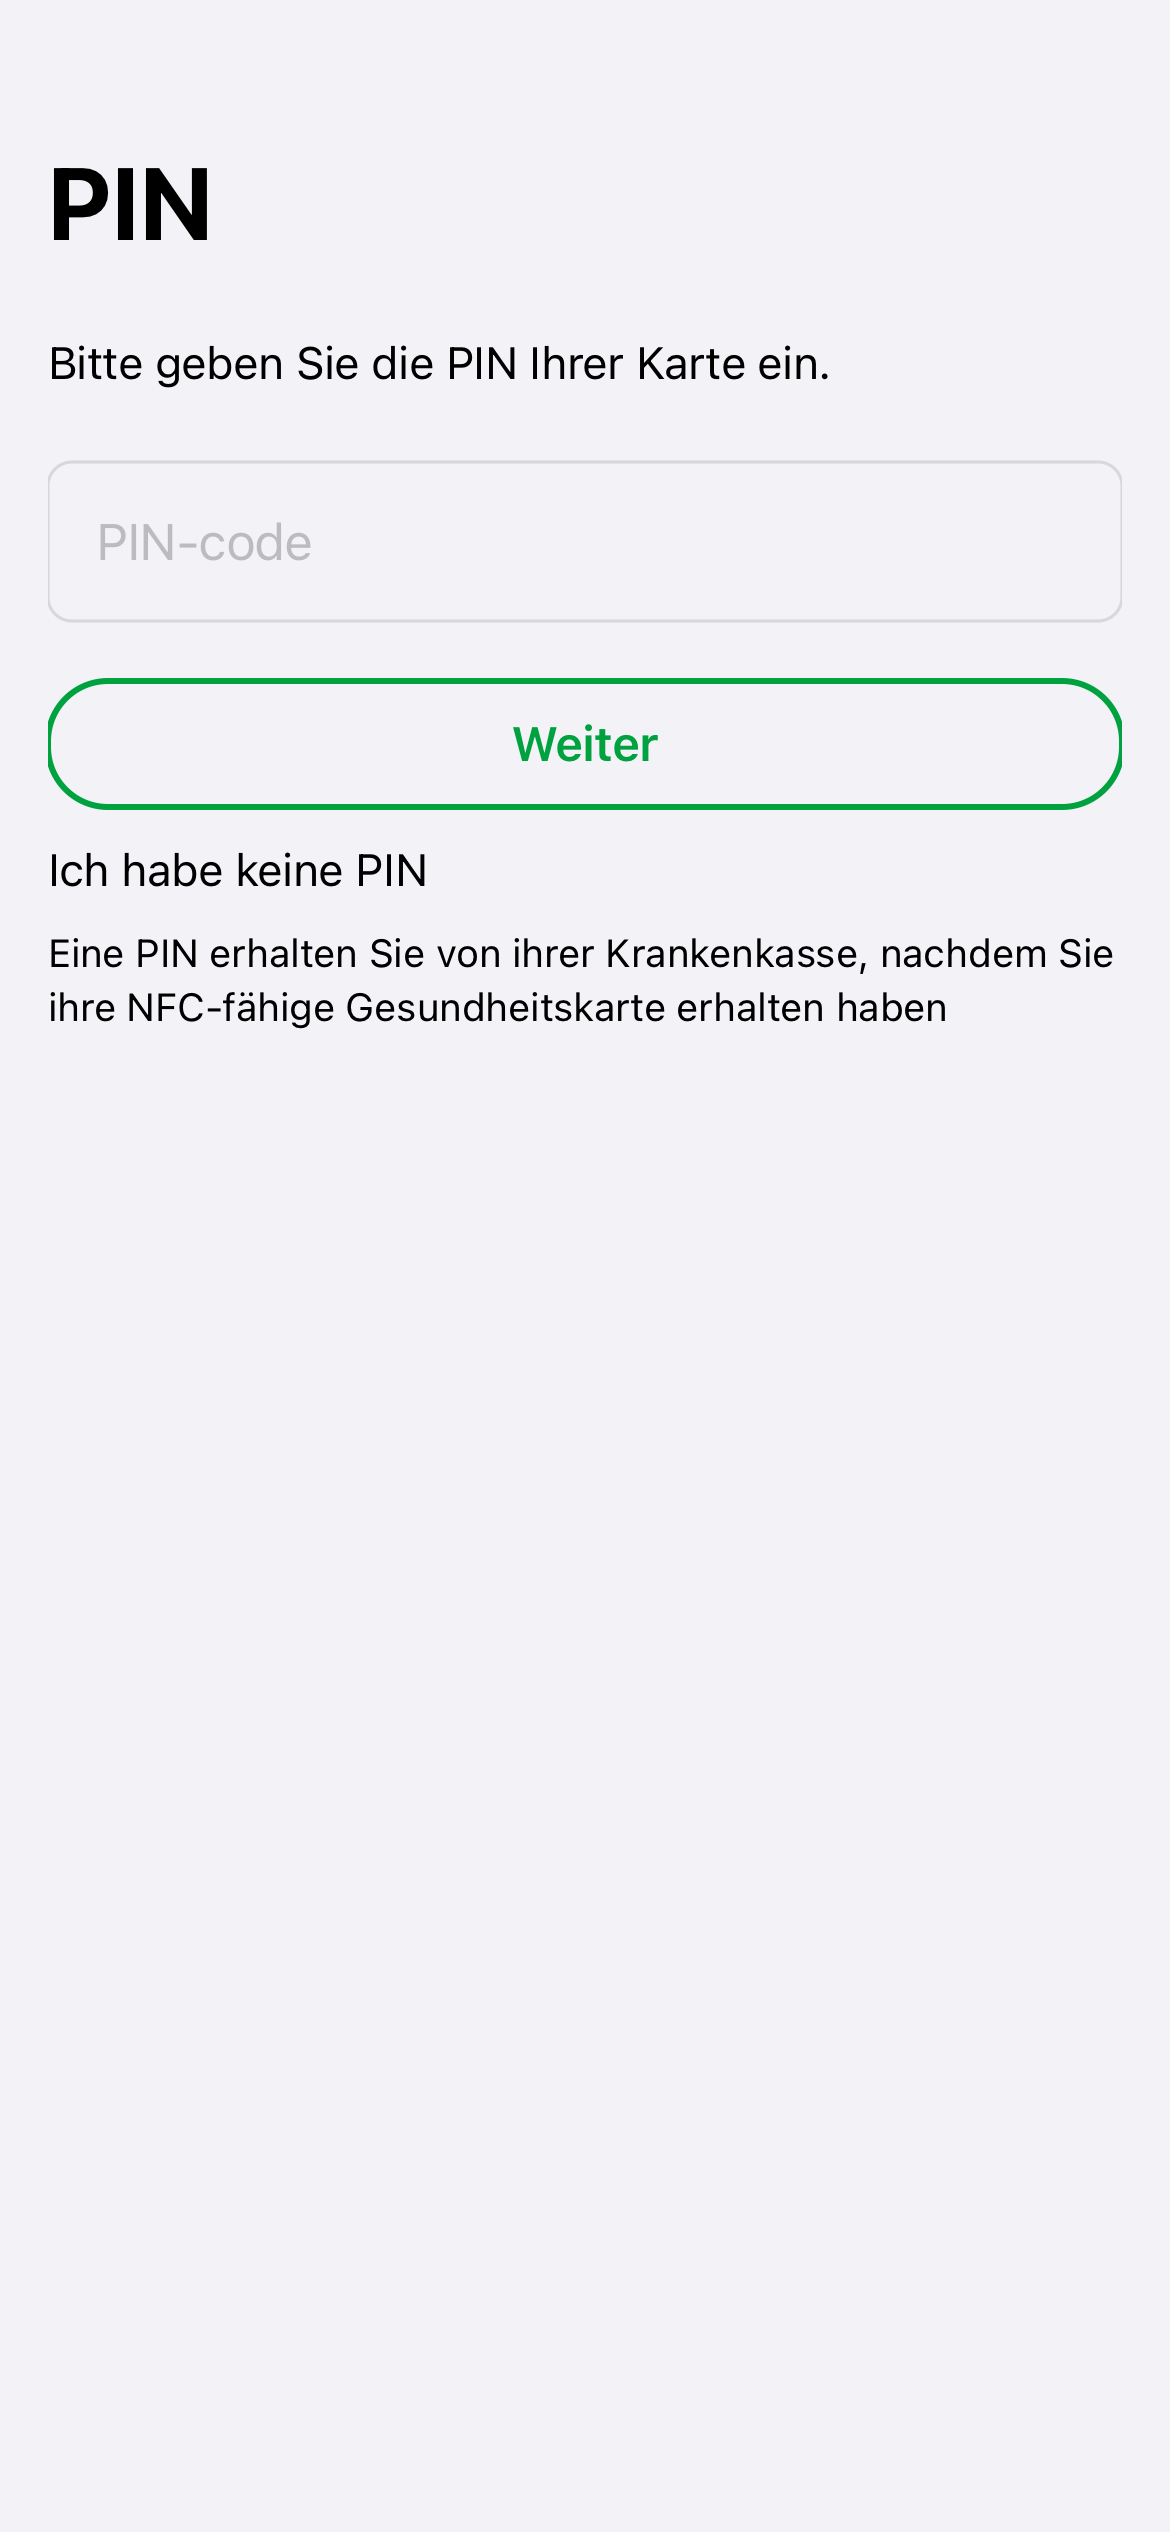 PIN
Bitte geben Sie die PIN Ihrer Karte ein.
PIN-code
Weiter
Ich habe keine PIN
Eine PIN erhalten Sie von ihrer Krankenkasse, nachdem Sie
ihre NFC-fähige Gesundheitskarte erhalten haben